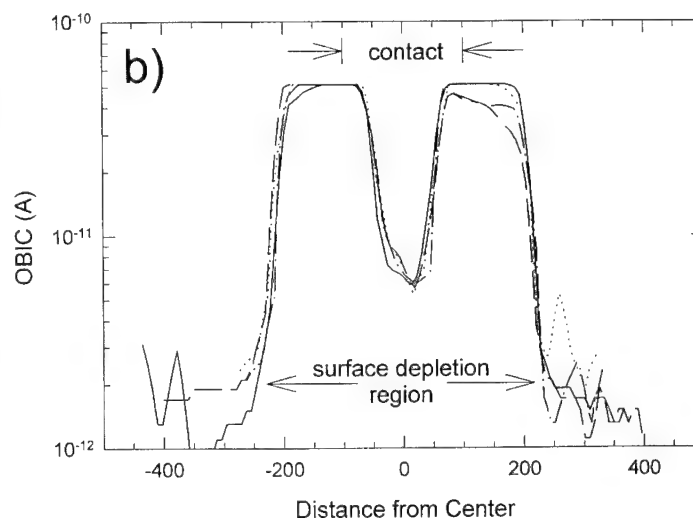 10-10
b)
contact
10-11
OBIC (A)
surface depletion
region
10-12
-400 -200 0 200 400
Distance from Center